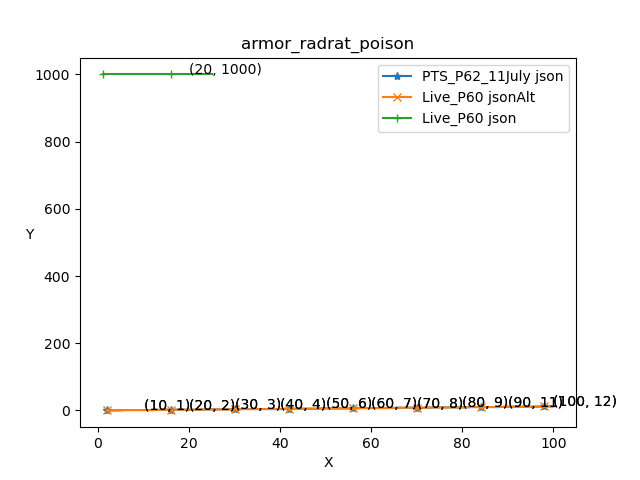 armor_radrat_poison
PTS_P62_11July json
Live_P60 jsonAlt
Live_P60 json
(20, 1000)
1000
800
600
400
200
0
Y
(10, 1)
(20, 2)
(30, 3)
(40, 4)
(50, 6)
(60, 7)
(70, 8)
(80, 9)
(90, 11)
(100, 12)
0 20 40 60 80 100
X